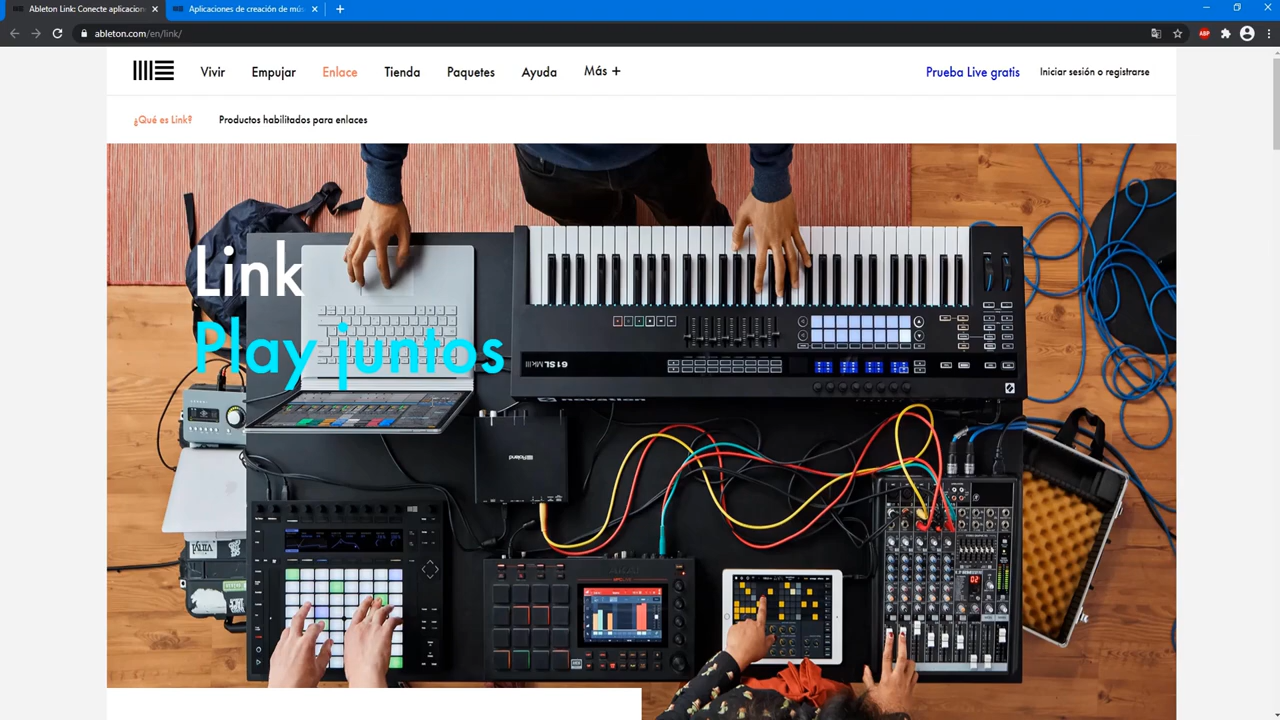 Ableton Link: Conecte aplicacion
Aplicaciones de creación de mús
ableton.com/en/link/
ABP
Vivir
Empujar
Enlace
Tienda
Paquetes
Ayuda
Más +
Prueba Live gratis
Iniciar sesión o registrarse
¿Qué es Link?
Productos habilitados para enlaces
Link
Play juntos
61SL MkIII
novation
Roland